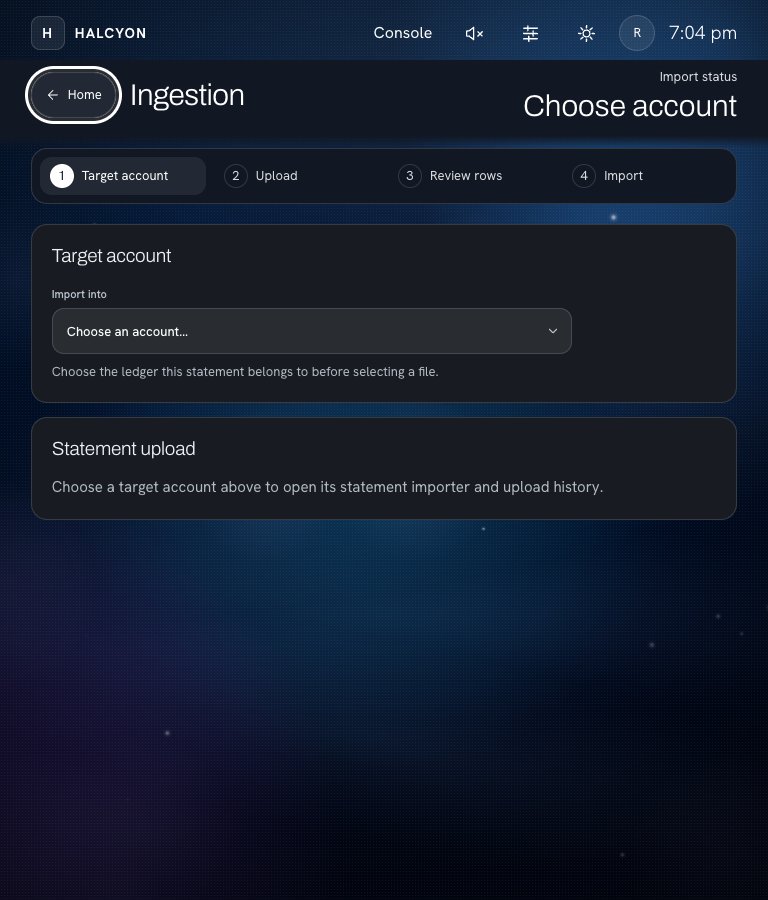 H HALCYON Console R 7:04 pm
← Home Ingestion
Import status
Choose account
1 Target account 2 Upload 3 Review rows 4 Import
Target account
Import into
Choose an account...
Choose the ledger this statement belongs to before selecting a file.
Statement upload
Choose a target account above to open its statement importer and upload history.